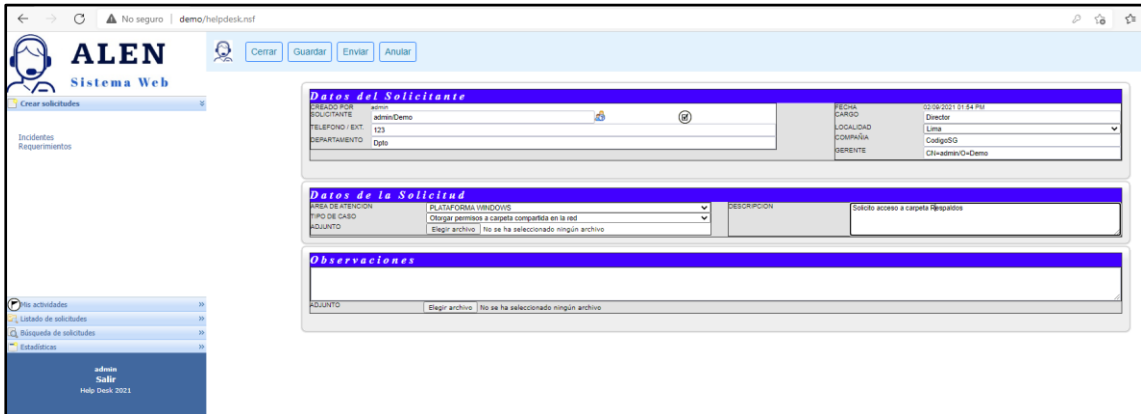 No seguro | demo/helpdesk.nsf
ALEN
Sistema Web
Cerrar Guardar Enviar Anular
Crear solicitudes
Incidentes
Requerimientos
Datos del Solicitante
CREADO POR admin FECHA 02/09/2021 01:54 PM
SOLICITANTE admin/Demo CARGO Director
TELEFONO / EXT. 123 LOCALIDAD Lima
DEPARTAMENTO Dpto COMPAÑIA CodigoSG
GERENTE CN=admin/O=Demo
Datos de la Solicitud
AREA DE ATENCION PLATAFORMA WINDOWS DESCRIPCION Solicito acceso a carpeta Respaldos
TIPO DE CASO Otorgar permisos a carpeta compartida en la red
ADJUNTO Elegir archivo No se ha seleccionado ningún archivo
Observaciones
ADJUNTO Elegir archivo No se ha seleccionado ningún archivo
Mis actividades
Listado de solicitudes
Búsqueda de solicitudes
Estadísticas
admin
Salir
Help Desk 2021